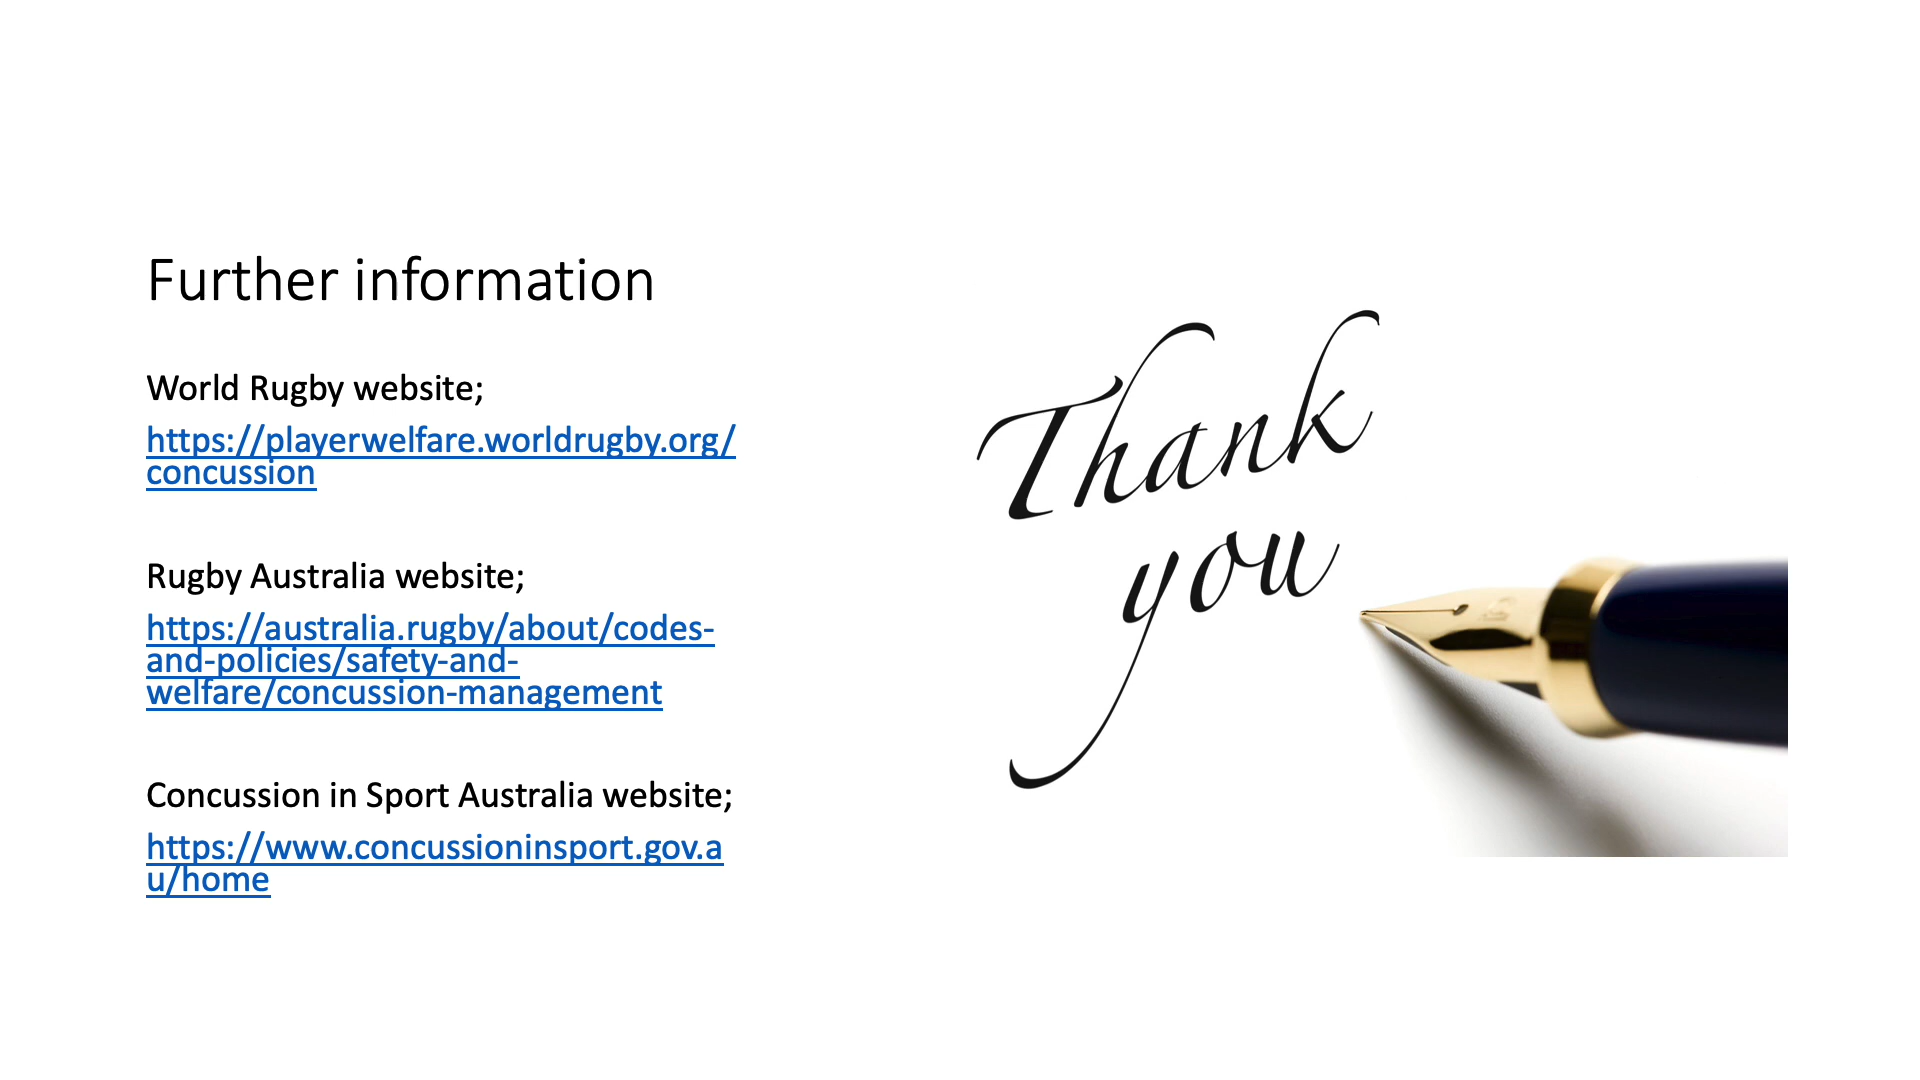 Further information
World Rugby website;
https://playerwelfare.worldrugby.org/
concussion
Rugby Australia website;
https://australia.rugby/about/codes-
and-policies/safety-and-
welfare/concussion-management
Concussion in Sport Australia website;
https://www.concussioninsport.gov.a
u/home
Thank
you